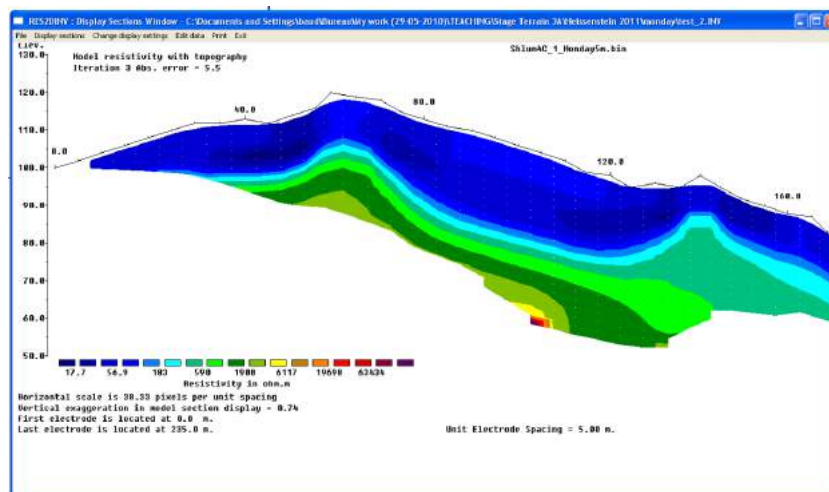 RES2DINV : Display Sections Window - C:\Documents and Settings\baud\Bureau\My work (29-05-2010)\TEACHING\Stage Terrain 3A\Heissenstein 2011\monday\test_2.INV
File Display sections Change display settings Edit data Print Exit
Elev.
130.0
Model resistivity with topography
Iteration 3 Abs. error = 5.5
_1_Monday5m.bin
120.0
110.0
100.0
90.0
80.0
70.0
60.0
50.0
0.0
40.0
80.0
120.0
160.0
17.7 56.9 183 590 1900 6117 19698 63434
Resistivity in ohm.m
Horizontal scale is 38.33 pixels per unit spacing
Vertical exaggeration in model section display = 0.74
First electrode is located at 0.0 m.
Last electrode is located at 235.0 m.
Unit Electrode Spacing = 5.00 m.